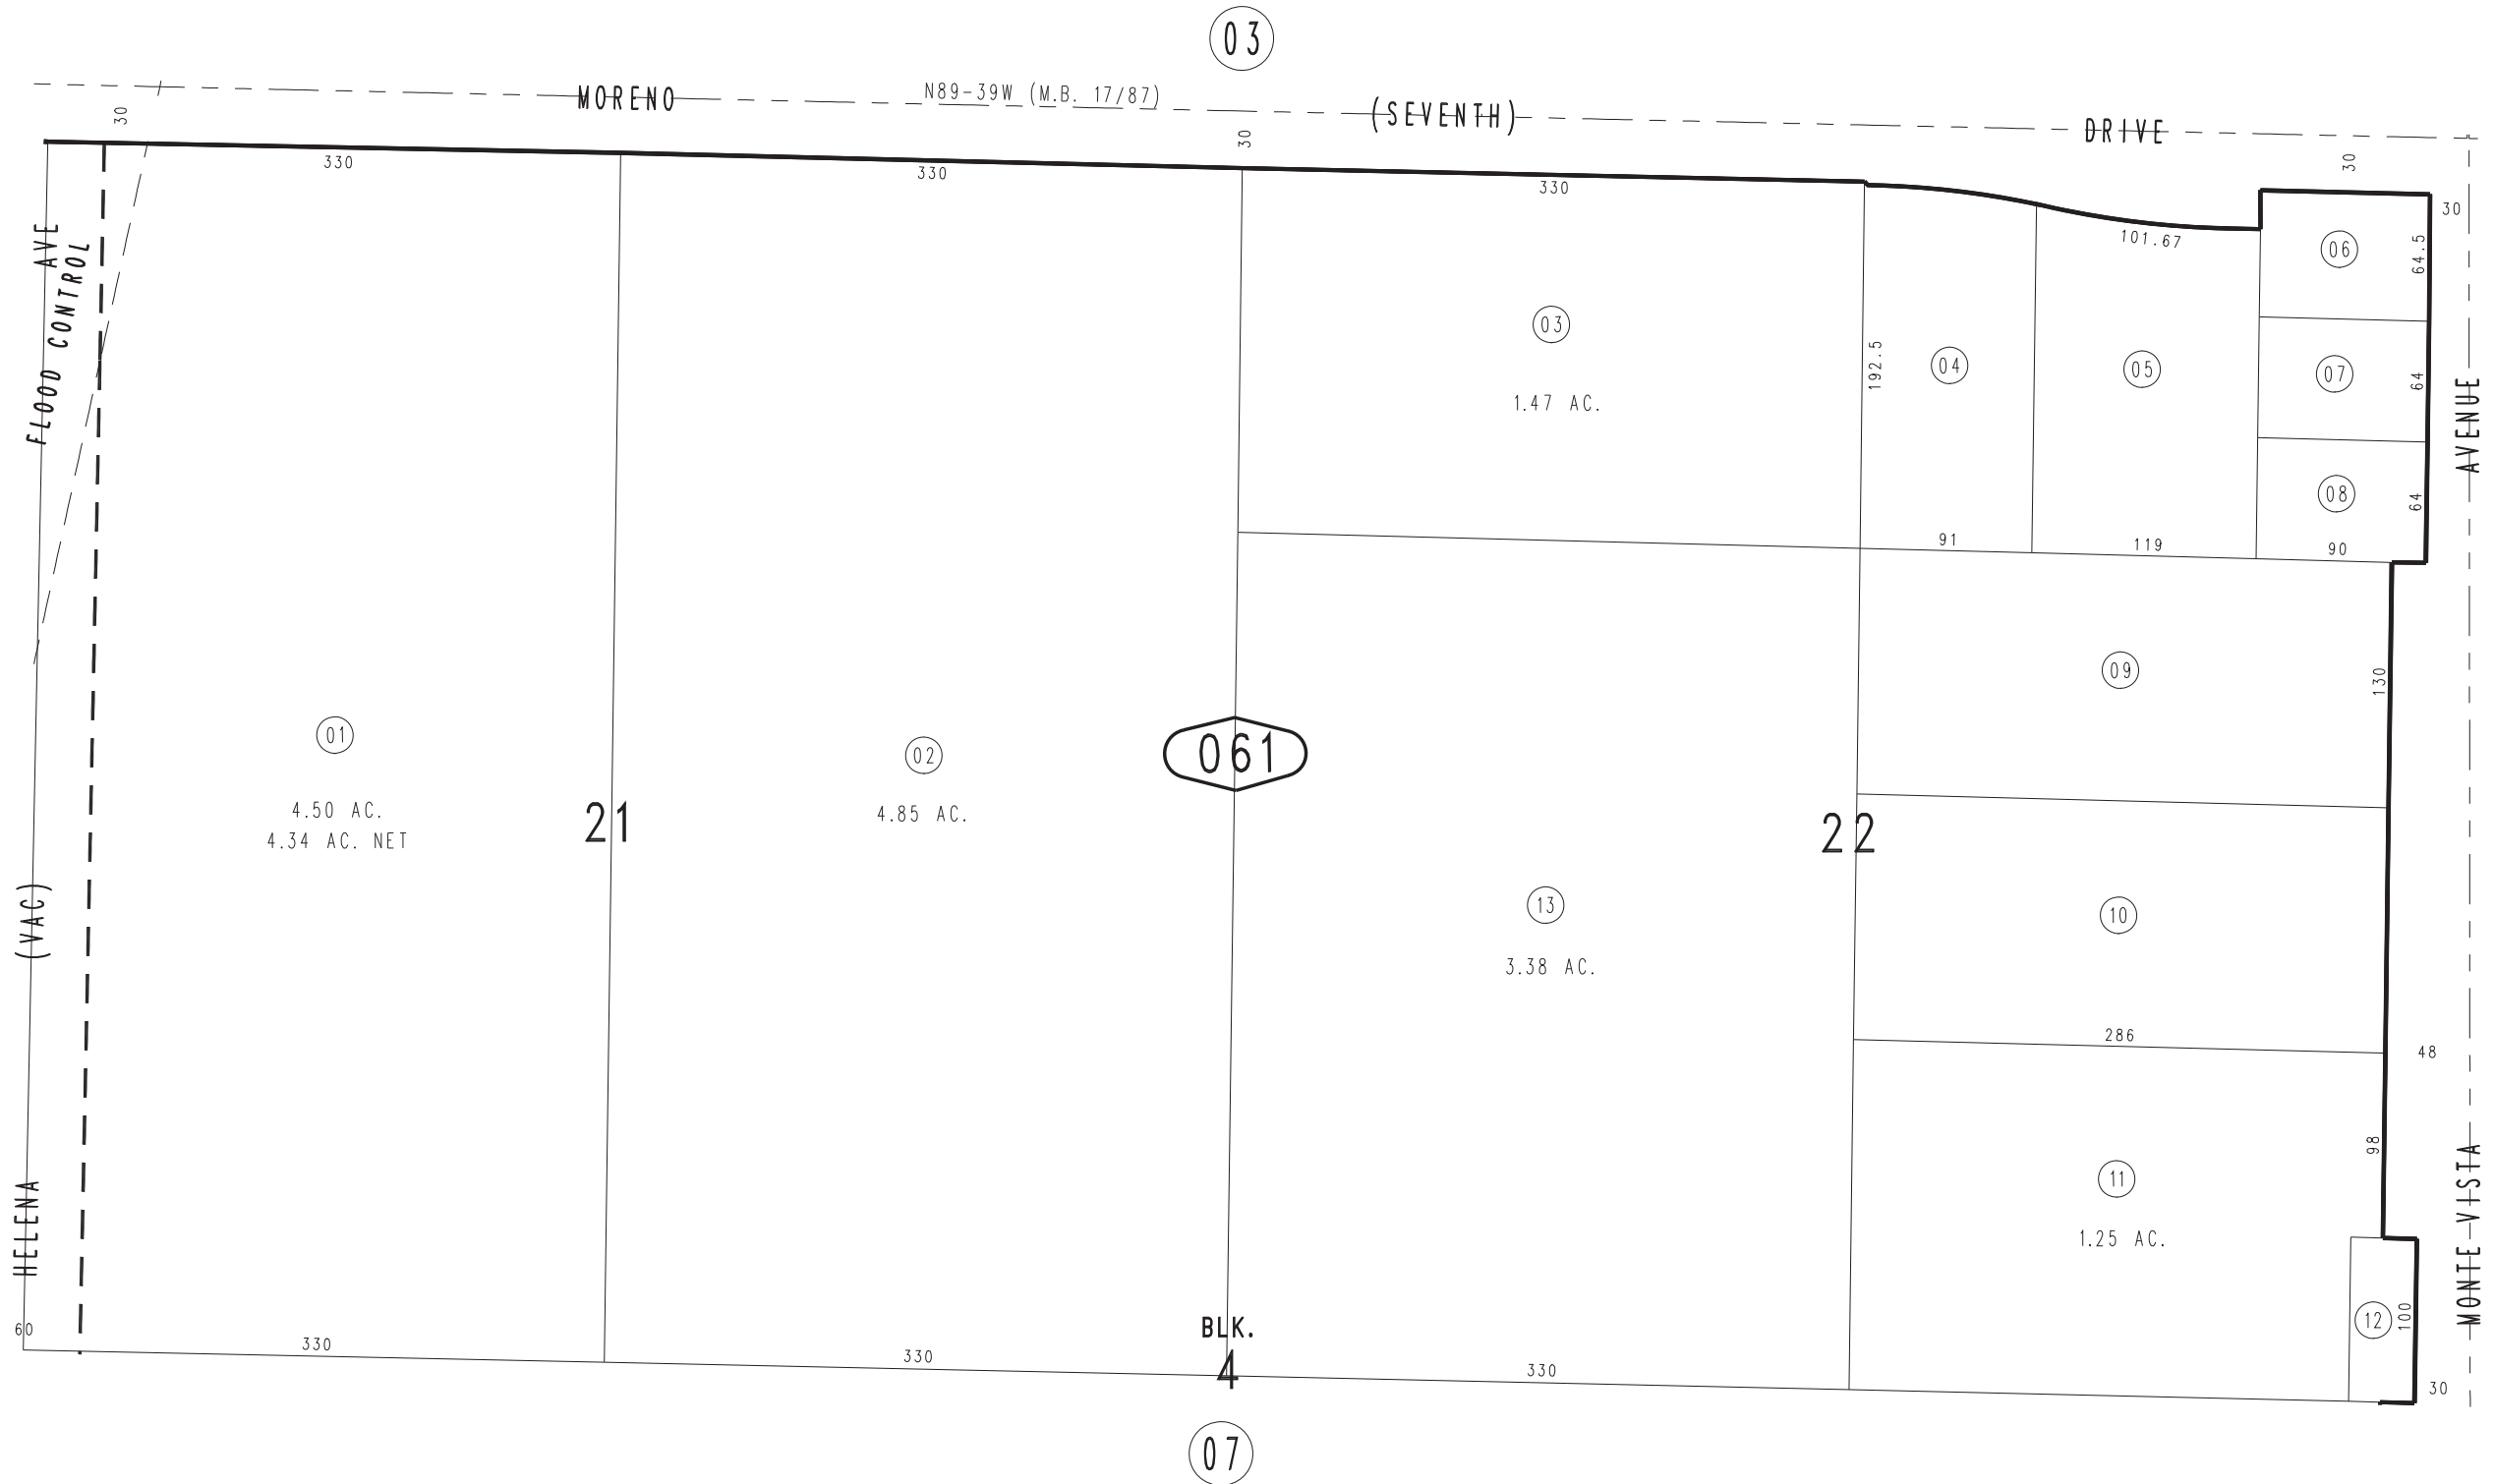 03
MORENO
N89-39W (M.B. 17/87)
(SEVENTH)
DRIVE
30
30
30
330
330
330
30
AVE
FLOOD CONTROL
101.67
06
64.5
03
1.47 AC.
192.5
04
05
07
64
AVENUE
08
64
91
119
90
09
130
01
4.50 AC.
4.34 AC. NET
02
4.85 AC.
061
21
22
(VAC)
13
3.38 AC.
10
286
48
98
11
1.25 AC.
HELENA
MONTE VISTA
12
100
60
330
330
BLK.
4
330
30
07